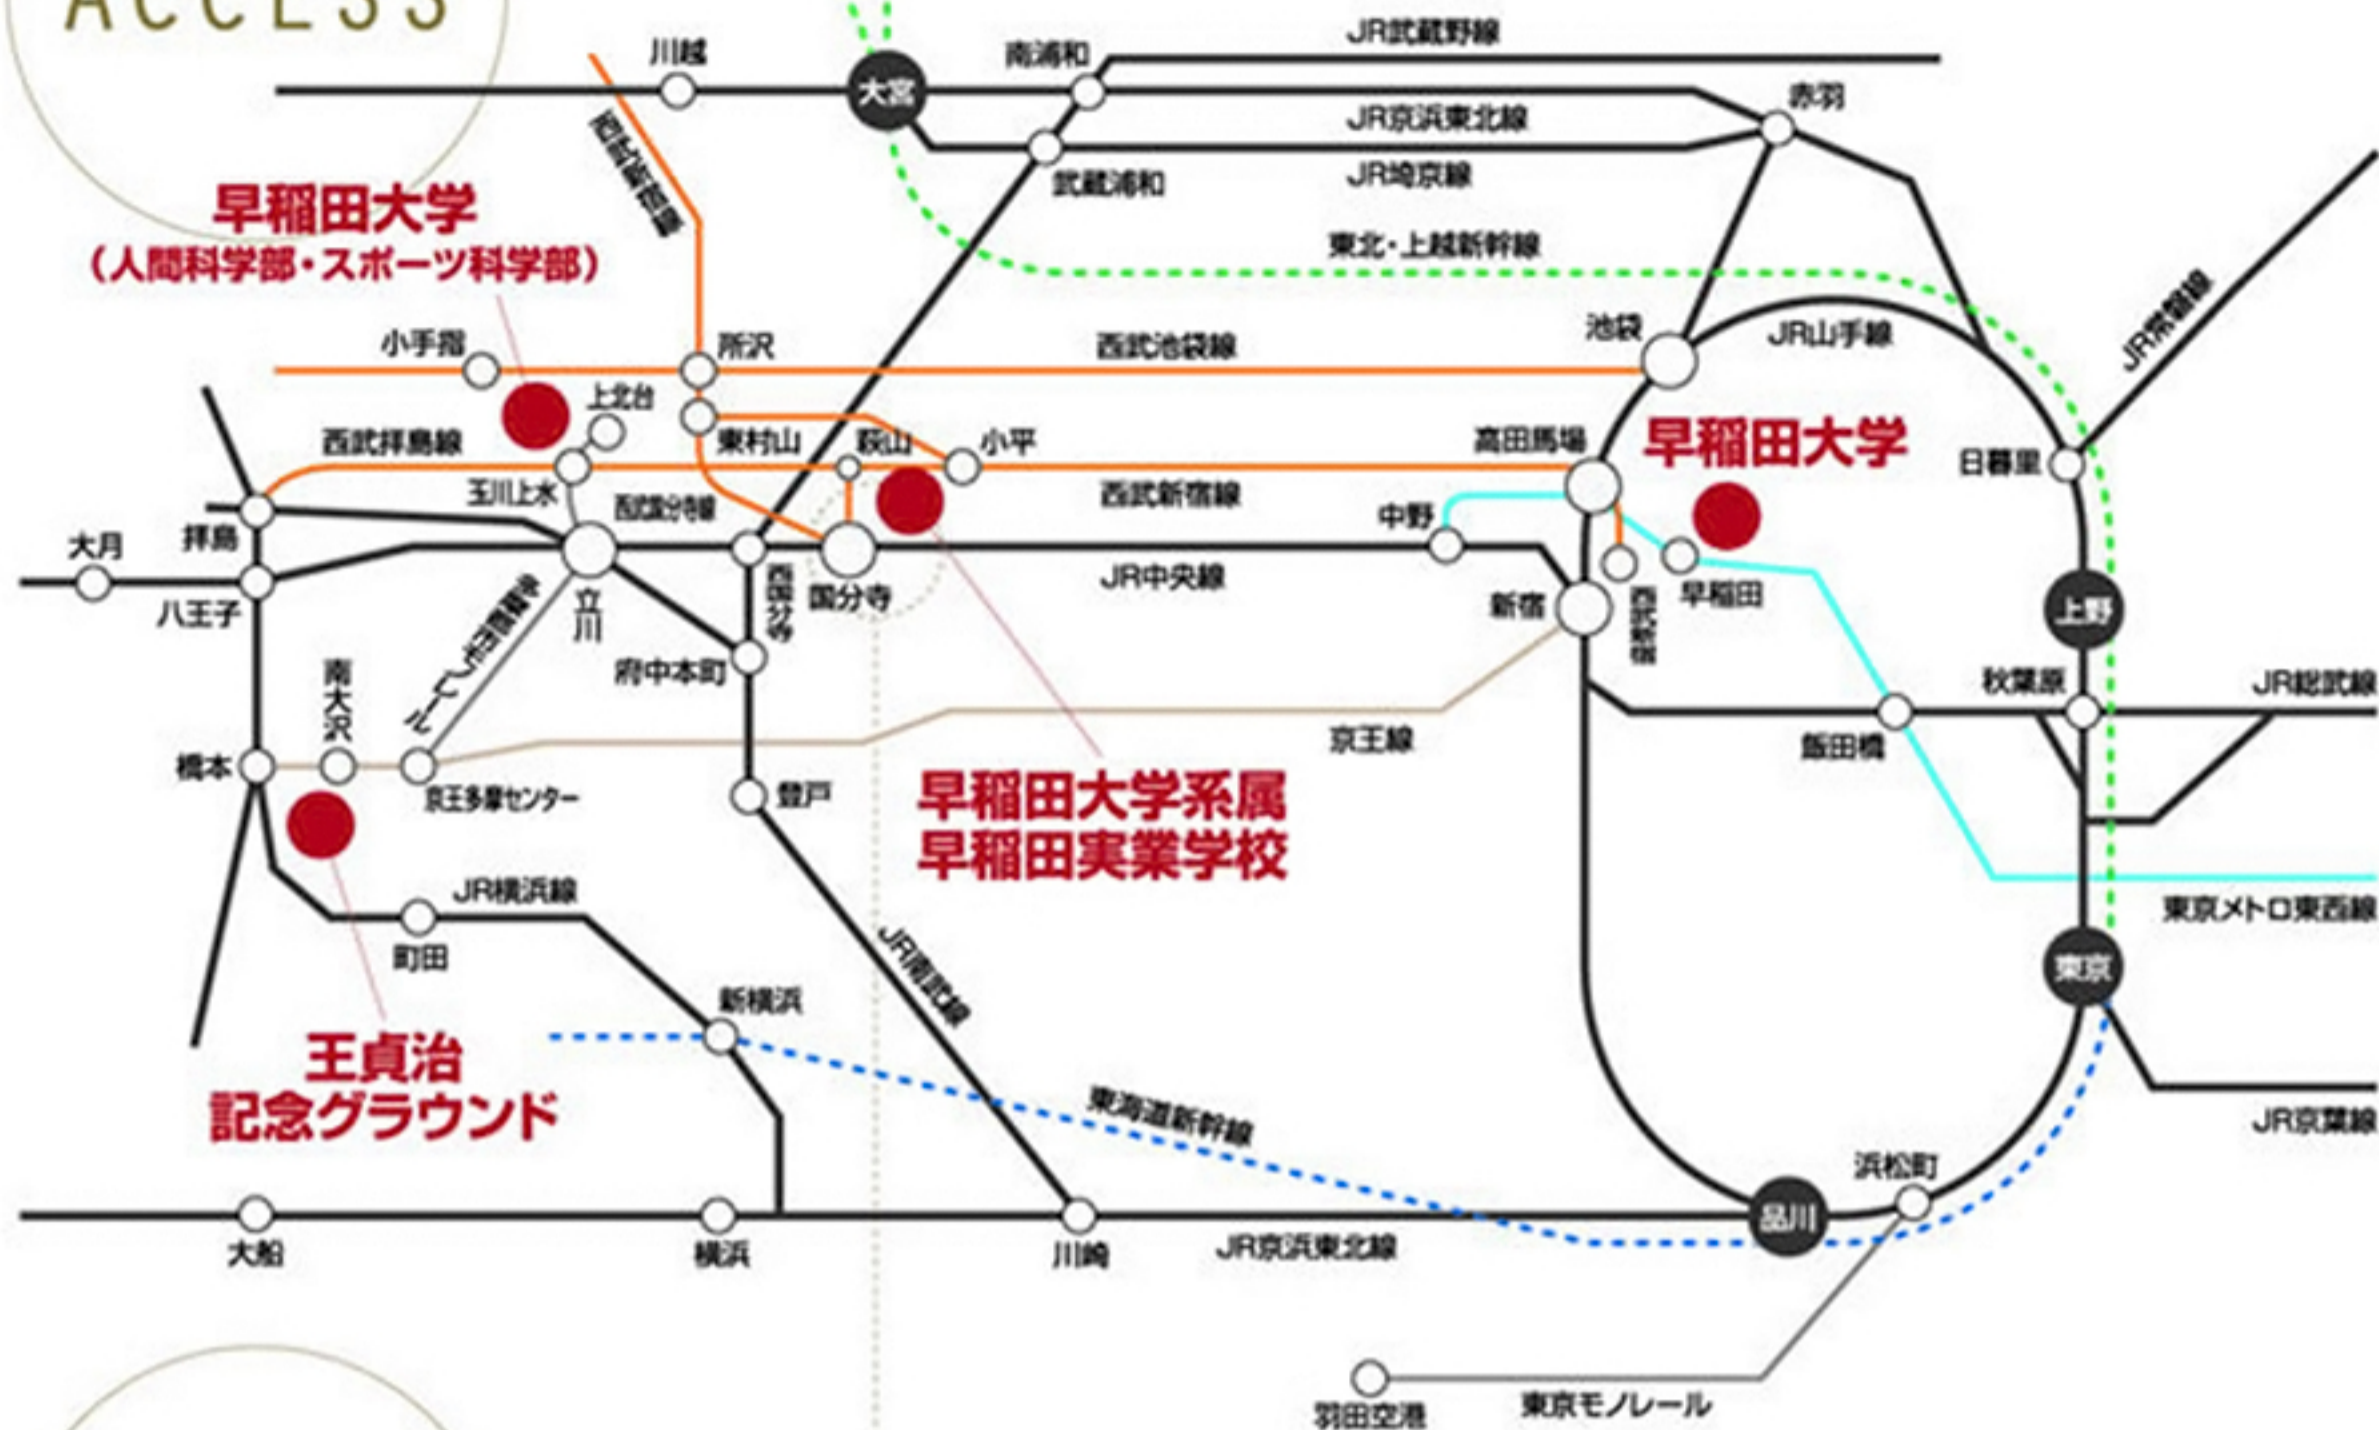 ACCESS
川越
大宮
南浦和
JR武蔵野線
赤羽
JR京浜東北線
西武新宿線
武蔵浦和
JR埼京線
早稲田大学
(人間科学部・スポーツ科学部)
東北・上越新幹線
JR常磐線
小手指
所沢
西武池袋線
池袋
JR山手線
上北台
西武拝島線
東村山
萩山
小平
高田馬場
早稲田大学
日暮里
玉川上水
西武国分寺線
西武新宿線
中野
大月
拝島
八王子
立川
西国分寺
国分寺
JR中央線
新宿
西武新宿
早稲田
上野
多摩都市モノレール
南大沢
府中本町
秋葉原
JR総武線
橋本
京王多摩センター
登戸
京王線
飯田橋
早稲田大学系属
早稲田実業学校
JR横浜線
町田
JR南武線
東京メトロ東西線
東京
新横浜
王貞治
記念グラウンド
東海道新幹線
JR京葉線
浜松町
品川
大船
横浜
川崎
JR京浜東北線
羽田空港
東京モノレール